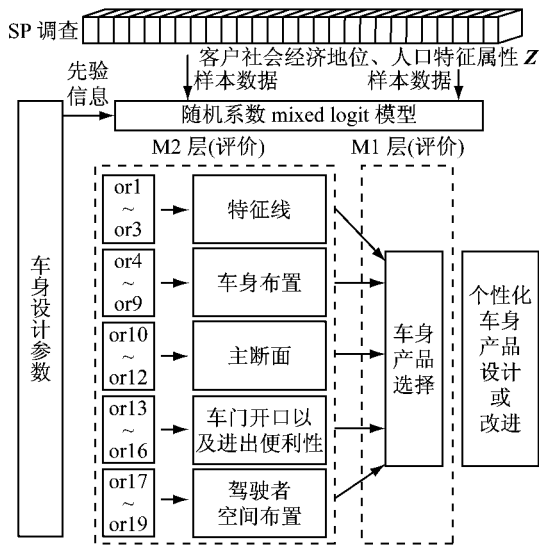 SP 调查
客户社会经济地位、人口特征属性 Z
先验
信息
样本数据
样本数据
随机系数 mixed logit 模型
M2 层(评价)
M1 层(评价)
车身设计参数
or1
~
or3
特征线
or4
~
or9
车身布置
or10
~
or12
主断面
or13
~
or16
车门开口以
及进出便利性
or17
~
or19
驾驶者
空间布置
车身
产品
选择
个性化
车身
产品
设计
或
改进